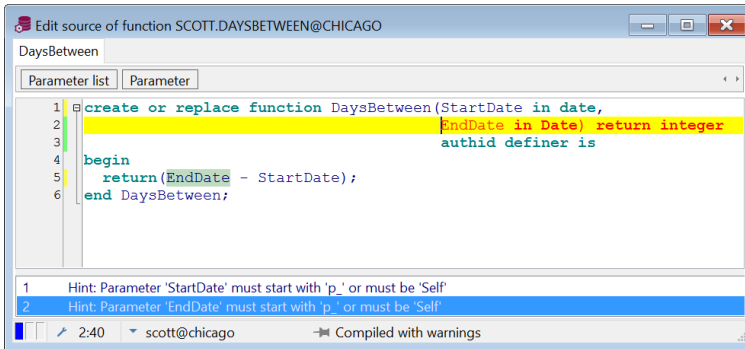 Edit source of function SCOTT.DAYSBETWEEN@CHICAGO
DaysBetween
Parameter list Parameter
1 create or replace function DaysBetween(StartDate in date,
2 EndDate in Date) return integer
3 authid definer is
4 begin
5 return(EndDate - StartDate);
6 end DaysBetween;
1 Hint: Parameter 'StartDate' must start with 'p_' or must be 'Self'
2 Hint: Parameter 'EndDate' must start with 'p_' or must be 'Self'
2:40 scott@chicago Compiled with warnings